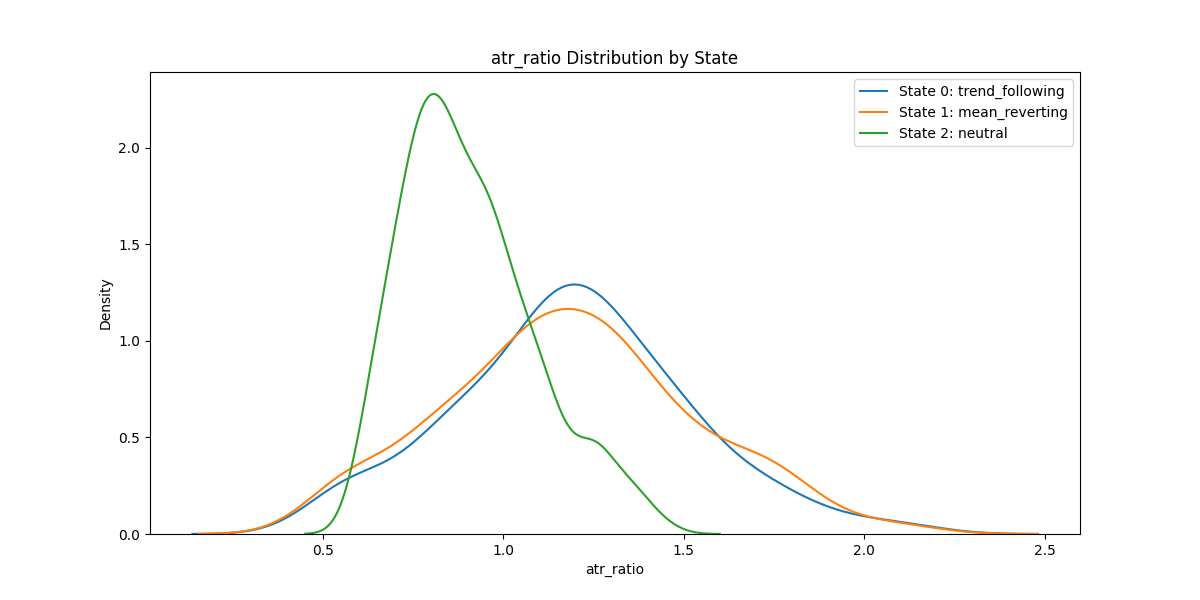 atr_ratio Distribution by State
State 0: trend_following
State 1: mean_reverting
State 2: neutral
Density
2.0
1.5
1.0
0.5
0.0
0.5
1.0
1.5
2.0
2.5
atr_ratio